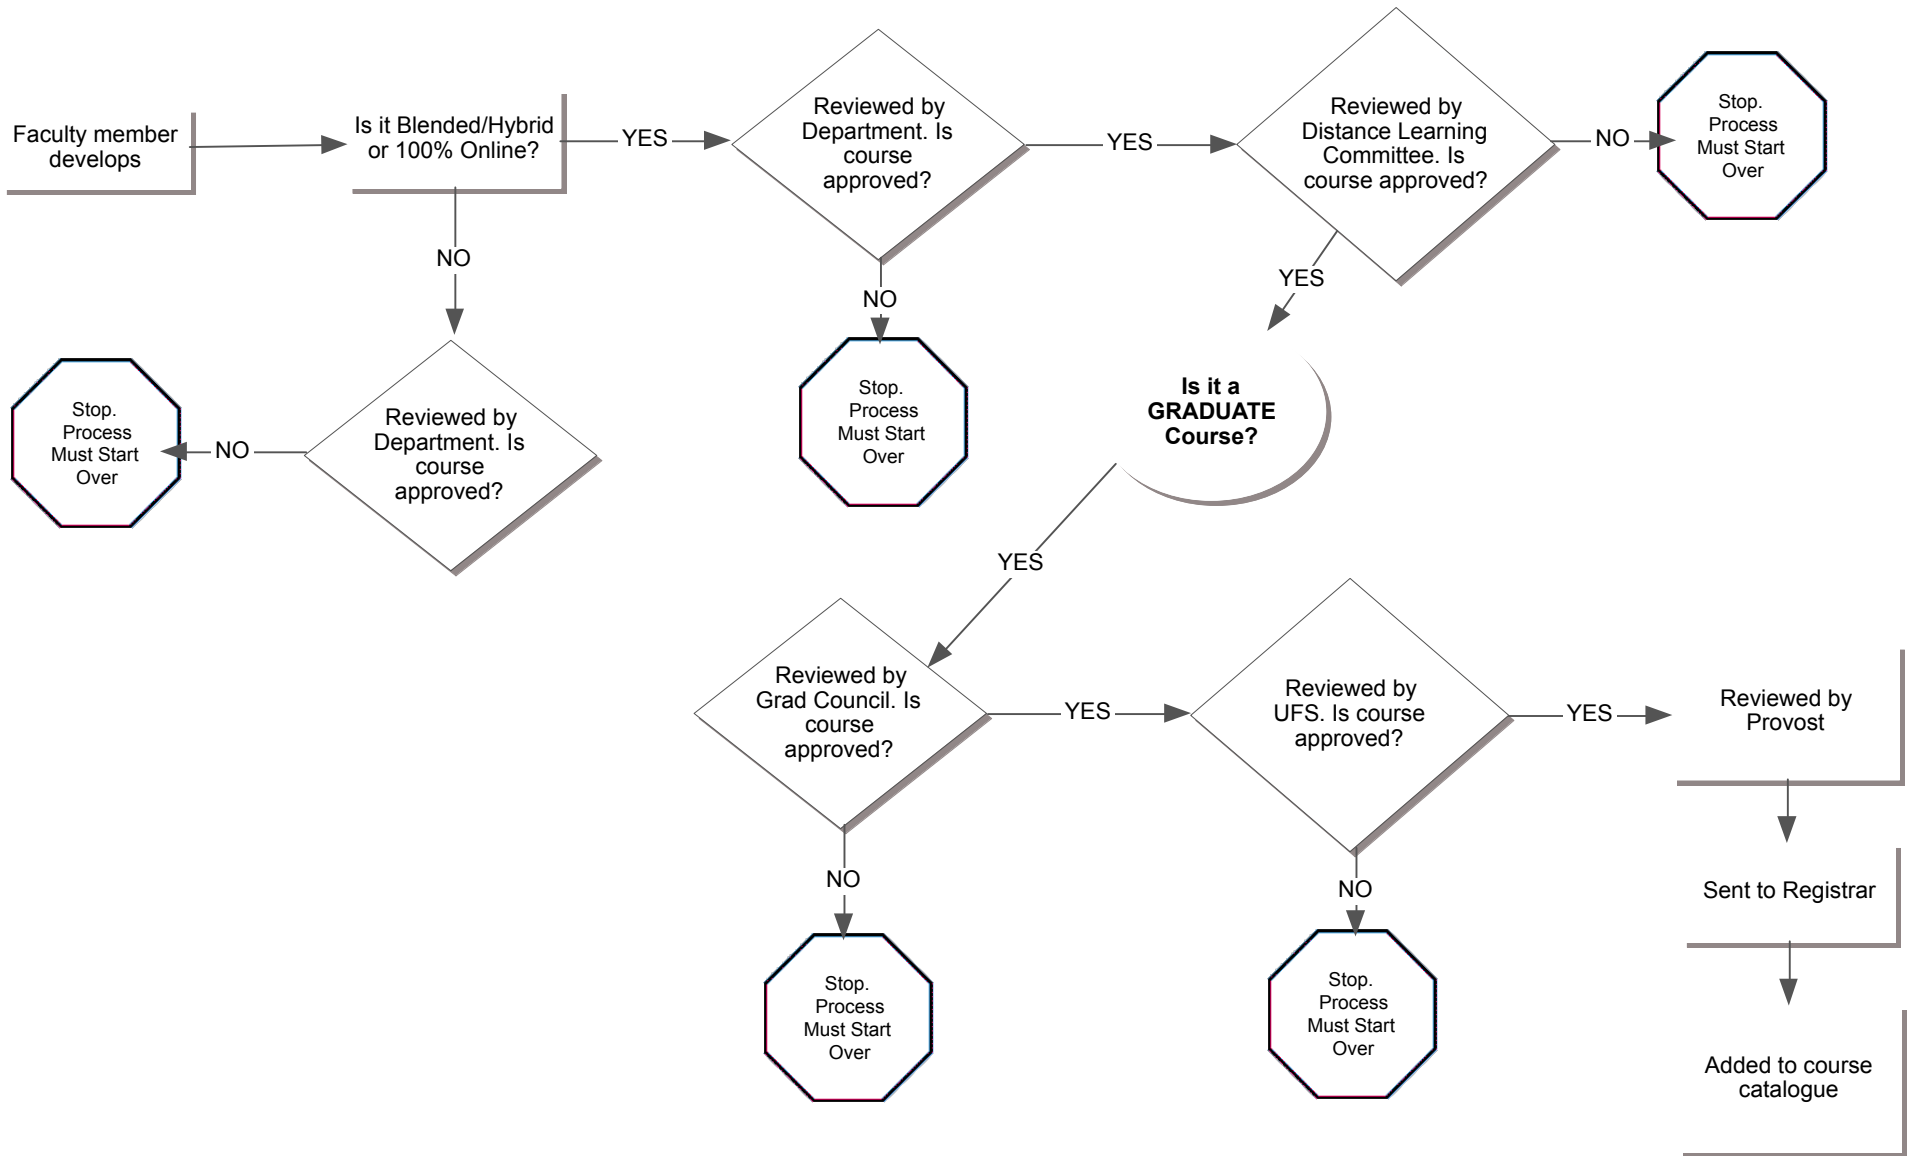 Faculty member
develops
Is it Blended/Hybrid
or 100% Online?
YES
Reviewed by
Department. Is
course
approved?
YES
Reviewed by
Distance Learning
Committee. Is
course approved?
NO
Stop.
Process
Must Start
Over
NO
NO
YES
Stop.
Process
Must Start
Over
NO
Reviewed by
Department. Is
course
approved?
Stop.
Process
Must Start
Over
Is it a
GRADUATE
Course?
YES
Reviewed by
Grad Council. Is
course
approved?
YES
Reviewed by
UFS. Is course
approved?
YES
Reviewed by
Provost
NO
NO
Sent to Registrar
Stop.
Process
Must Start
Over
Stop.
Process
Must Start
Over
Added to course
catalogue